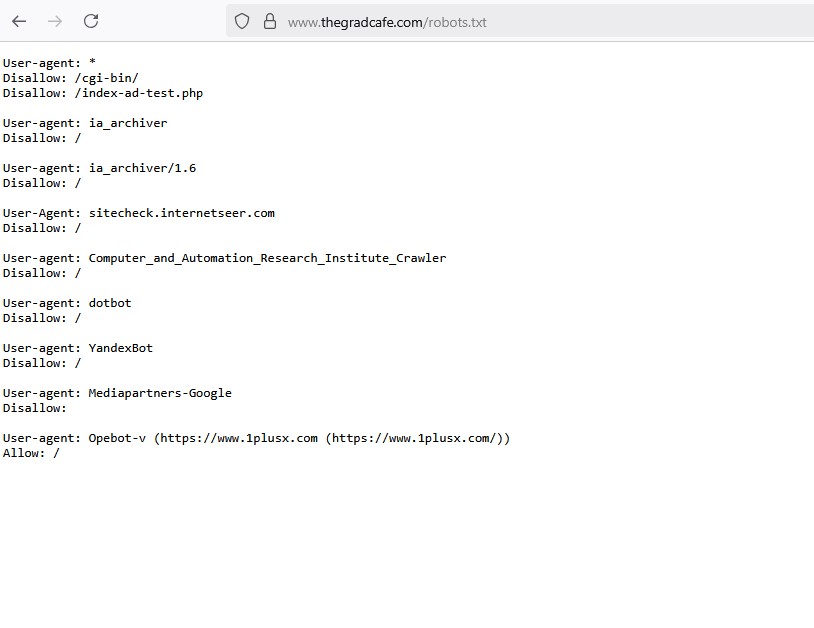 www.thegradcafe.com/robots.txt
User-agent: *
Disallow: /cgi-bin/
Disallow: /index-ad-test.php
User-agent: ia_archiver
Disallow: /
User-agent: ia_archiver/1.6
Disallow: /
User-Agent: sitecheck.internetseer.com
Disallow: /
User-agent: Computer_and_Automation_Research_Institute_Crawler
Disallow: /
User-agent: dotbot
Disallow: /
User-agent: YandexBot
Disallow: /
User-agent: Mediapartners-Google
Disallow:
User-agent: Opebot-v (https://www.1plusx.com (https://www.1plusx.com/))
Allow: /